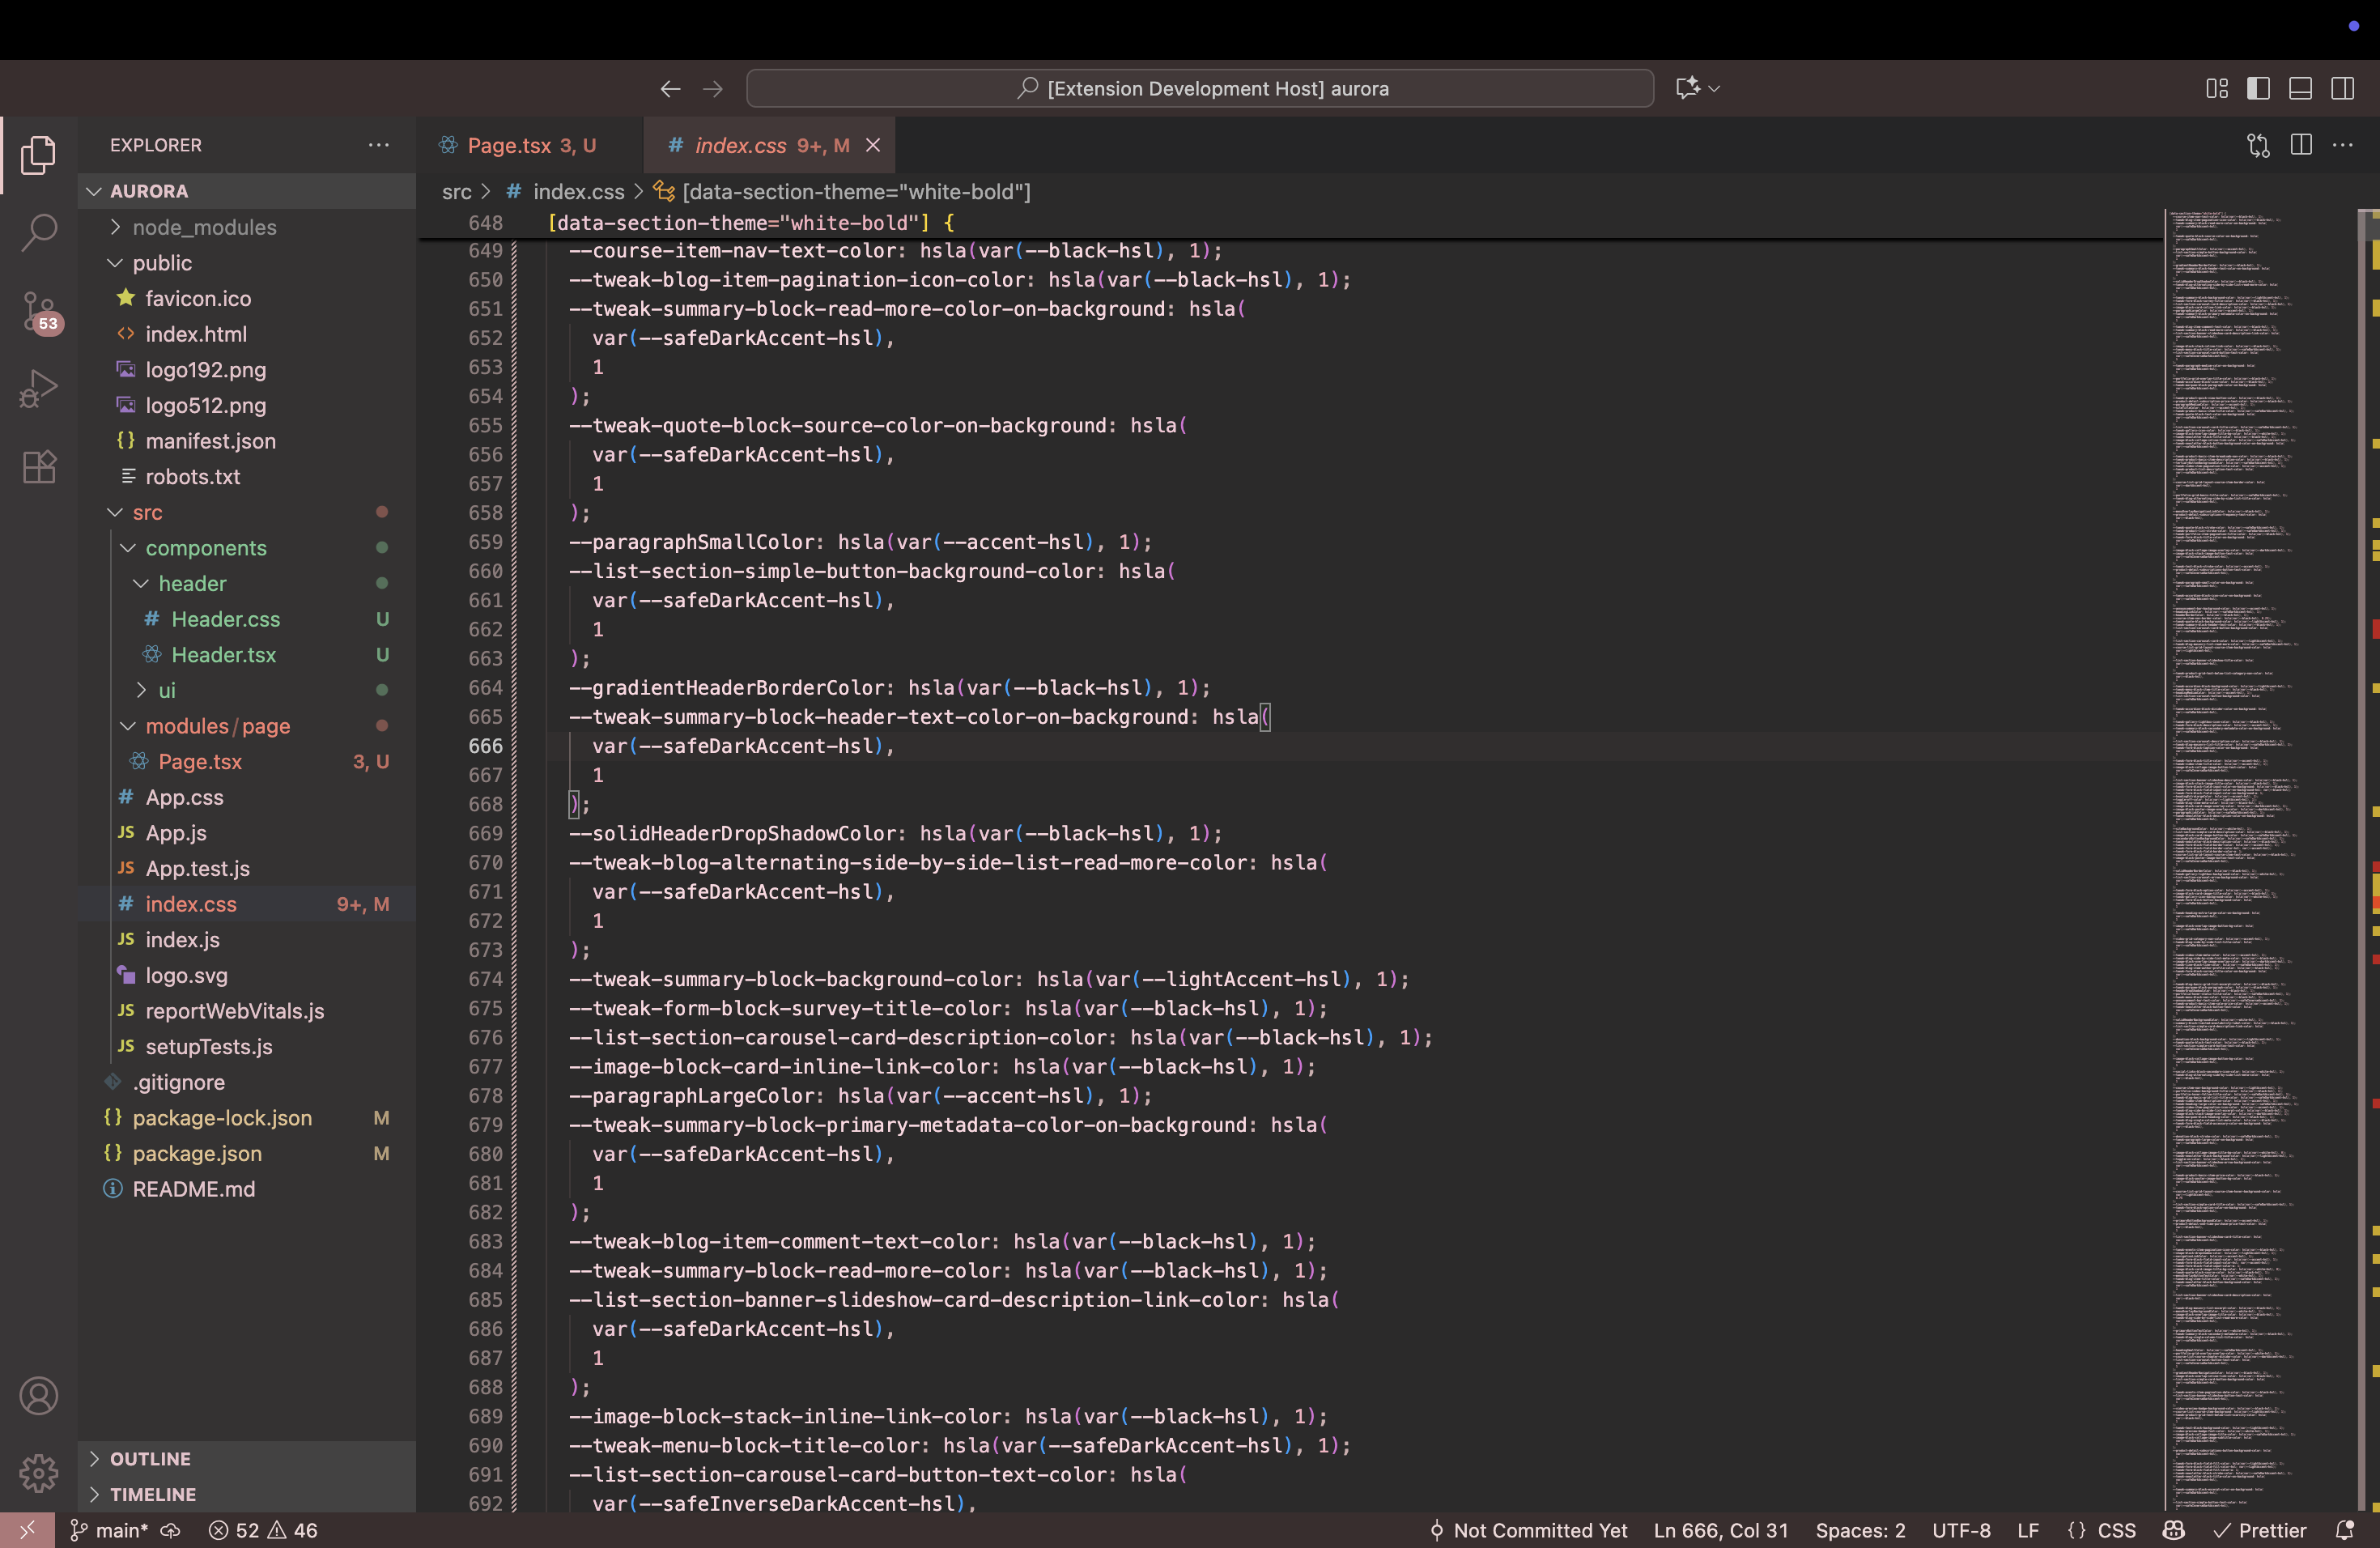 [Extension Development Host] aurora
EXPLORER
Page.tsx 3, U
# index.css 9+, M
AURORA
src > # index.css > [data-section-theme="white-bold"]
node_modules
public
favicon.ico
<> index.html
logo192.png
logo512.png
{} manifest.json
robots.txt
src
components
header
# Header.css U
Header.tsx U
ui
modules/page
Page.tsx 3, U
# App.css
JS App.js
JS App.test.js
# index.css 9+, M
JS index.js
logo.svg
JS reportWebVitals.js
JS setupTests.js
.gitignore
{} package-lock.json M
{} package.json M
README.md
OUTLINE
TIMELINE
53
648 [data-section-theme="white-bold"] {
649 --course-item-nav-text-color: hsla(var(--black-hsl), 1);
650 --tweak-blog-item-pagination-icon-color: hsla(var(--black-hsl), 1);
651 --tweak-summary-block-read-more-color-on-background: hsla(
652 var(--safeDarkAccent-hsl),
653 1
654 );
655 --tweak-quote-block-source-color-on-background: hsla(
656 var(--safeDarkAccent-hsl),
657 1
658 );
659 --paragraphSmallColor: hsla(var(--accent-hsl), 1);
660 --list-section-simple-button-background-color: hsla(
661 var(--safeDarkAccent-hsl),
662 1
663 );
664 --gradientHeaderBorderColor: hsla(var(--black-hsl), 1);
665 --tweak-summary-block-header-text-color-on-background: hsla(
666 var(--safeDarkAccent-hsl),
667 1
668 );
669 --solidHeaderDropShadowColor: hsla(var(--black-hsl), 1);
670 --tweak-blog-alternating-side-by-side-list-read-more-color: hsla(
671 var(--safeDarkAccent-hsl),
672 1
673 );
674 --tweak-summary-block-background-color: hsla(var(--lightAccent-hsl), 1);
675 --tweak-form-block-survey-title-color: hsla(var(--black-hsl), 1);
676 --list-section-carousel-card-description-color: hsla(var(--black-hsl), 1);
677 --image-block-card-inline-link-color: hsla(var(--black-hsl), 1);
678 --paragraphLargeColor: hsla(var(--accent-hsl), 1);
679 --tweak-summary-block-primary-metadata-color-on-background: hsla(
680 var(--safeDarkAccent-hsl),
681 1
682 );
683 --tweak-blog-item-comment-text-color: hsla(var(--black-hsl), 1);
684 --tweak-summary-block-read-more-color: hsla(var(--black-hsl), 1);
685 --list-section-banner-slideshow-card-description-link-color: hsla(
686 var(--safeDarkAccent-hsl),
687 1
688 );
689 --image-block-stack-inline-link-color: hsla(var(--black-hsl), 1);
690 --tweak-menu-block-title-color: hsla(var(--safeDarkAccent-hsl), 1);
691 --list-section-carousel-card-button-text-color: hsla(
692 var(--safeInverseDarkAccent-hsl),
main* 52 46
Not Committed Yet Ln 666, Col 31 Spaces: 2 UTF-8 LF {} CSS Prettier